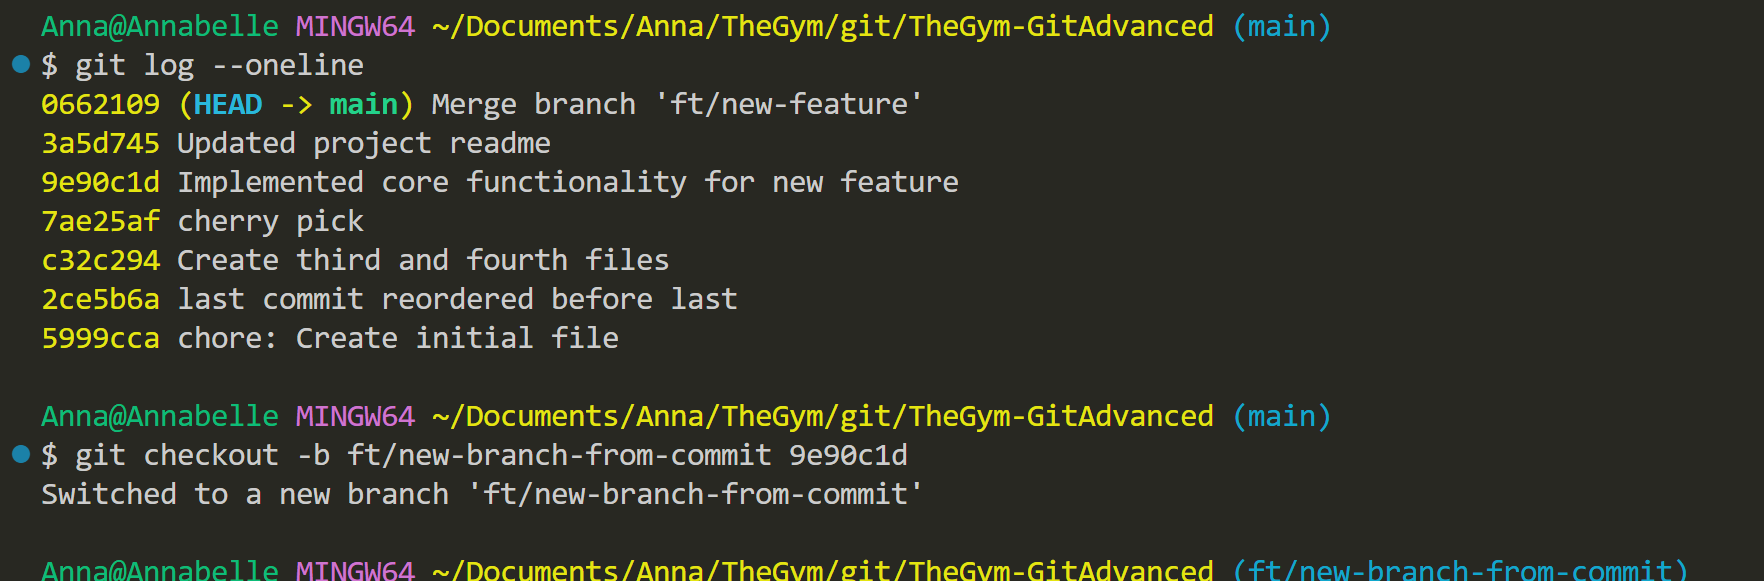 Anna@Annabelle MINGW64 ~/Documents/Anna/TheGym/git/TheGym-GitAdvanced (main)
$ git log --oneline
0662109 (HEAD -> main) Merge branch 'ft/new-feature'
3a5d745 Updated project readme
9e90c1d Implemented core functionality for new feature
7ae25af cherry pick
c32c294 Create third and fourth files
2ce5b6a last commit reordered before last
5999cca chore: Create initial file
Anna@Annabelle MINGW64 ~/Documents/Anna/TheGym/git/TheGym-GitAdvanced (main)
$ git checkout -b ft/new-branch-from-commit 9e90c1d
Switched to a new branch 'ft/new-branch-from-commit'
Anna@Annabelle MINGW64 ~/Documents/Anna/TheGym/git/TheGym-GitAdvanced (ft/new-branch-from-commit)